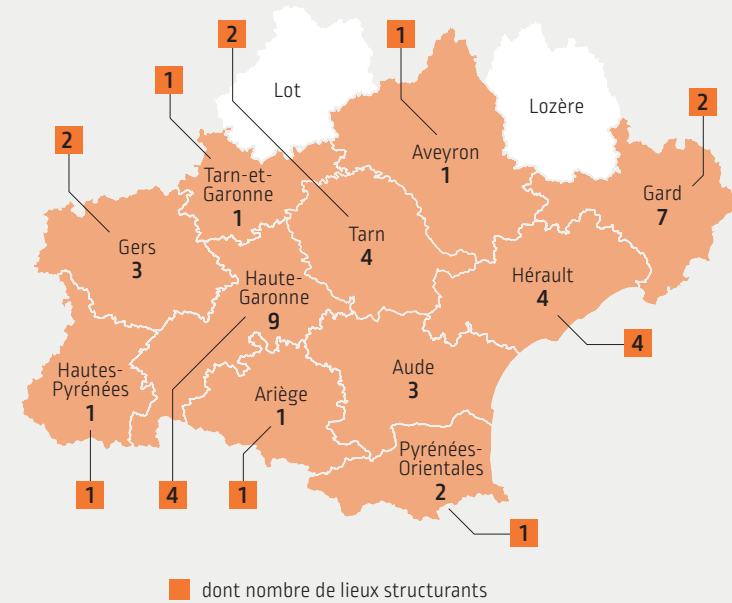 2
1
Lot
Lozère
1
2
2
Aveyron
1
Tarn-et-
Garonne
1
Gard
7
Tarn
4
Gers
3
Haute-
Garonne
9
Hérault
4
4
Hautes-
Pyrénées
1
Aude
3
Ariège
1
Pyrénées-
Orientales
2
1
4
1
1
dont nombre de lieux structurants